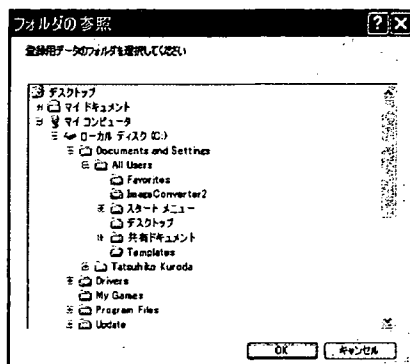 フォルダの参照
登録用データのフォルダを選択してください
デスクトップ
マイ ドキュメント
マイ コンピュータ
ローカル ディスク (C:)
Documents and Settings
All Users
Favorites
ImageConverter2
スタート メニュー
デスクトップ
共有ドキュメント
Templates
Tatsuhiko Kuroda
Drivers
My Games
Program Files
Update
OK
キャンセル